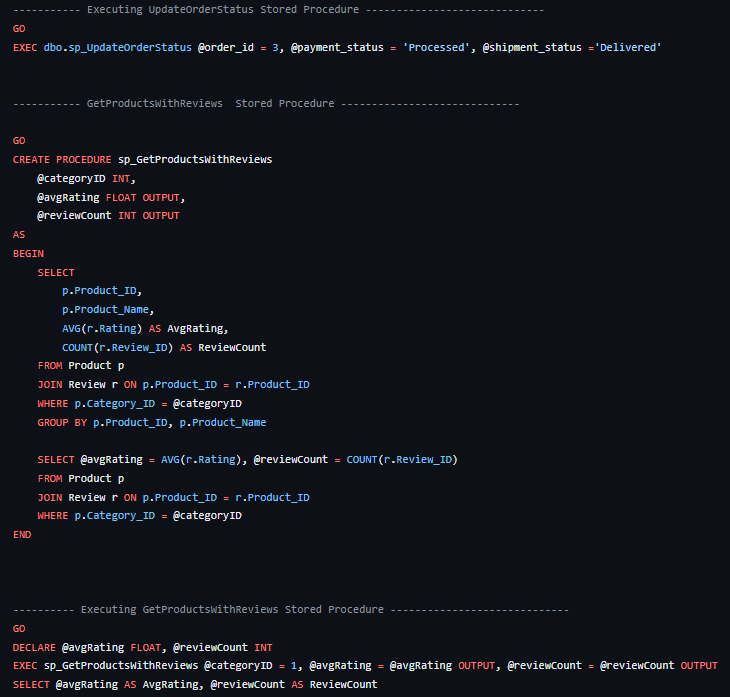 ----------- Executing UpdateOrderStatus Stored Procedure -----------------------------
GO
EXEC dbo.sp_UpdateOrderStatus @order_id = 3, @payment_status = 'Processed', @shipment_status ='Delivered'
----------- GetProductsWithReviews  Stored Procedure -----------------------------
GO
CREATE PROCEDURE sp_GetProductsWithReviews
    @categoryID INT,
    @avgRating FLOAT OUTPUT,
    @reviewCount INT OUTPUT
AS
BEGIN
    SELECT
        p.Product_ID,
        p.Product_Name,
        AVG(r.Rating) AS AvgRating,
        COUNT(r.Review_ID) AS ReviewCount
    FROM Product p
    JOIN Review r ON p.Product_ID = r.Product_ID
    WHERE p.Category_ID = @categoryID
    GROUP BY p.Product_ID, p.Product_Name
    SELECT @avgRating = AVG(r.Rating), @reviewCount = COUNT(r.Review_ID)
    FROM Product p
    JOIN Review r ON p.Product_ID = r.Product_ID
    WHERE p.Category_ID = @categoryID
END
---------- Executing GetProductsWithReviews Stored Procedure -----------------------------
GO
DECLARE @avgRating FLOAT, @reviewCount INT
EXEC sp_GetProductsWithReviews @categoryID = 1, @avgRating = @avgRating OUTPUT, @reviewCount = @reviewCount OUTPUT
SELECT @avgRating AS AvgRating, @reviewCount AS ReviewCount